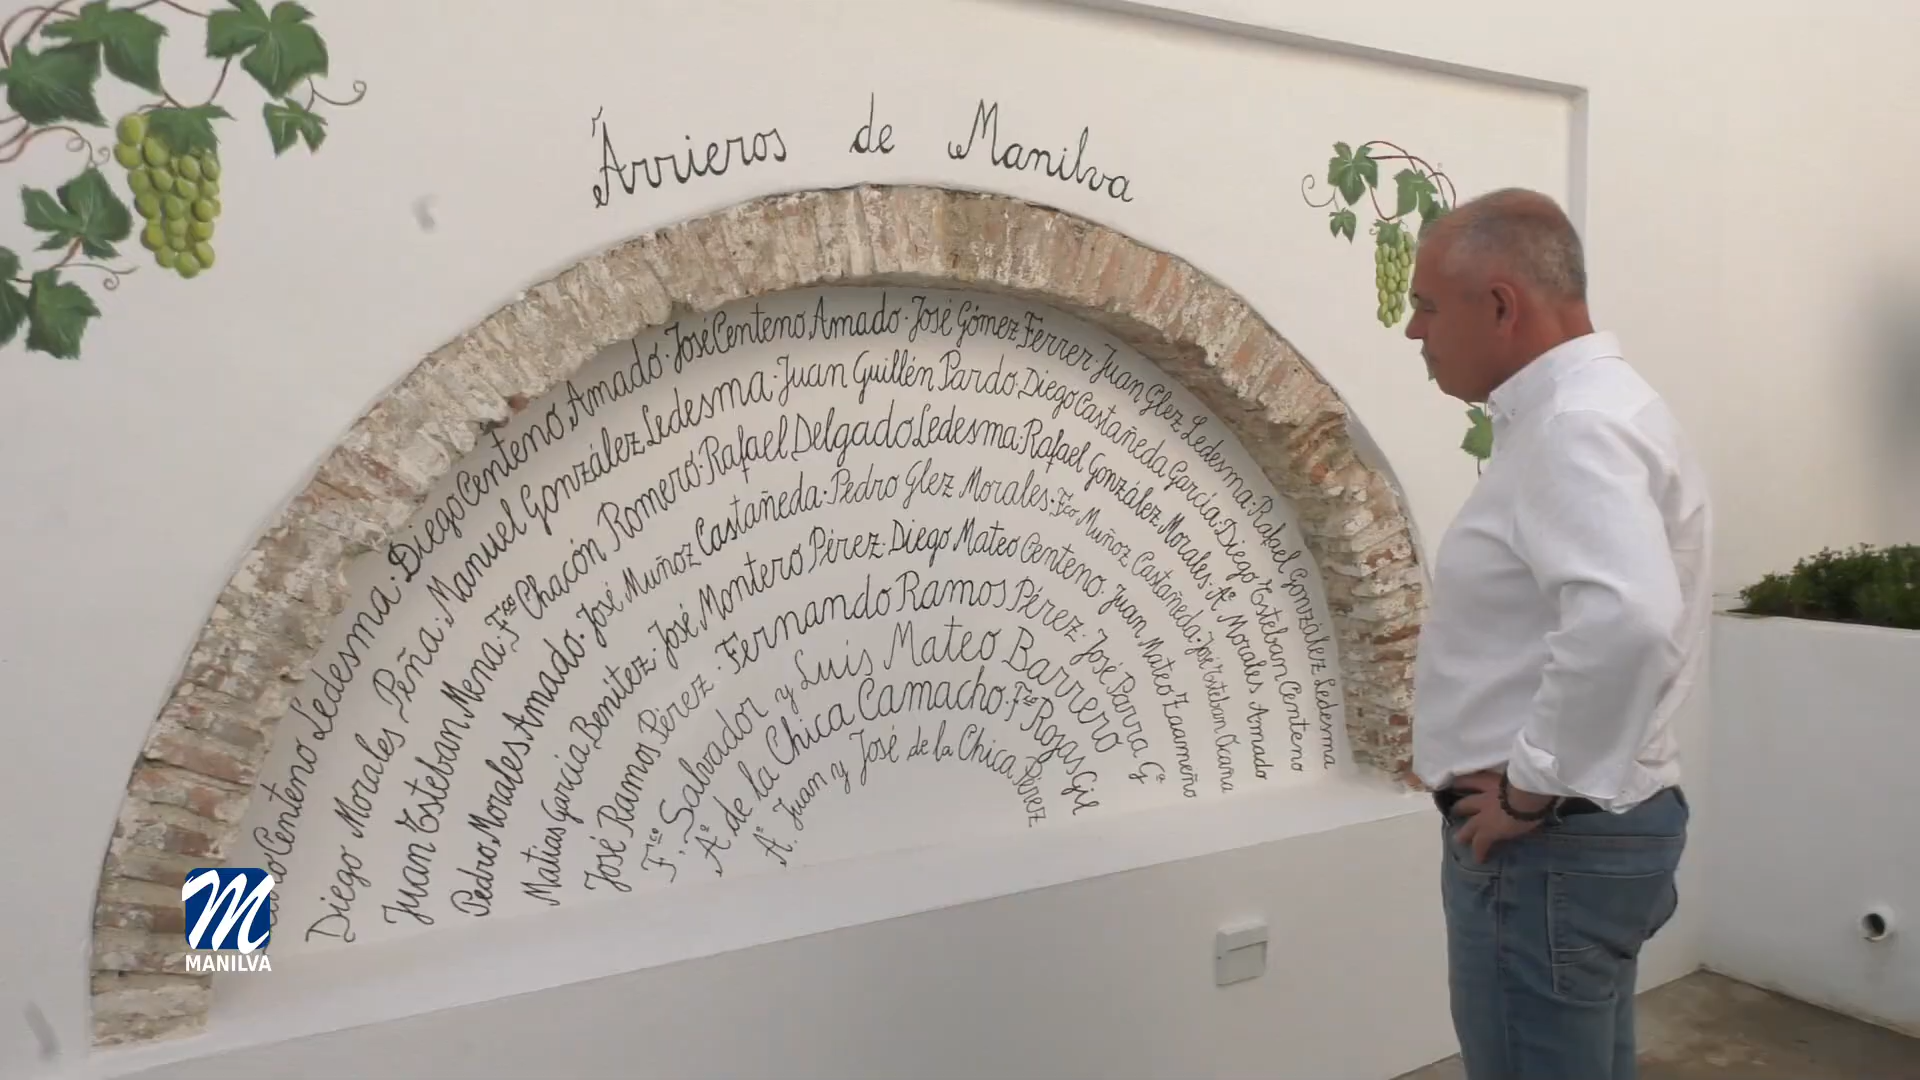 Arrieros de Manilva
Centeno Ledesma · Diego Centeno Amado · José Centeno Amado · José Gómez Ferrer · Juan Glez Ledesma · Rafael González Ledesma
Diego Morales Peña · Manuel González Ledesma · Juan Guillén Pardo · Diego Castañeda García · Diego Esteban Centeno
Juan Esteban Mena · Fco Chacón Romero · Rafael Delgado Ledesma · Rafael González Morales · Aº Morales Amado
Pedro Morales Amado · José Muñoz Castañeda · Pedro Glez Morales · Fco Muñoz Castañeda · José Esteban Ocaña
Matias García Benitez · José Montero Pérez · Diego Mateo Centeno · Juan Mateo Zaameño
José Ramos Pérez · Fernando Ramos Pérez · José Parra Gª
Fco, Salvador y Luis Mateo Barrero
Aº de la Chica Camacho · Fco Rojas Gil
Aº Juan y José de la Chica Pérez
M
MANILVA